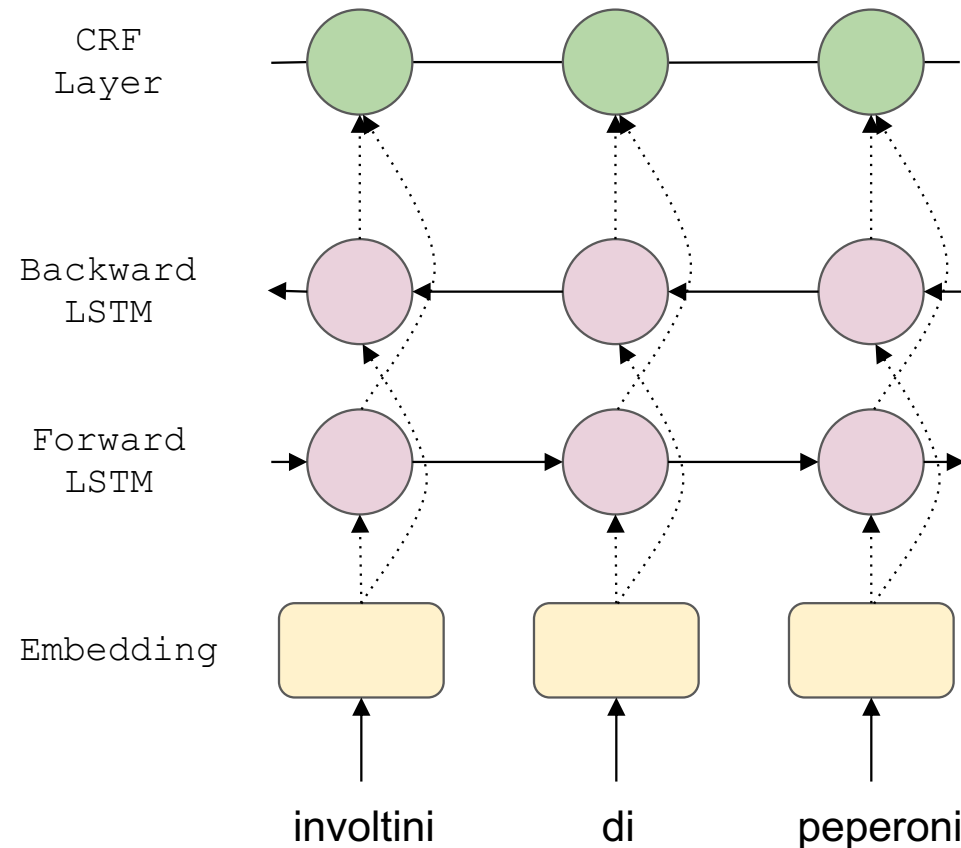 CRF
Layer
Backward
LSTM
Forward
LSTM
Embedding
involtini di peperoni